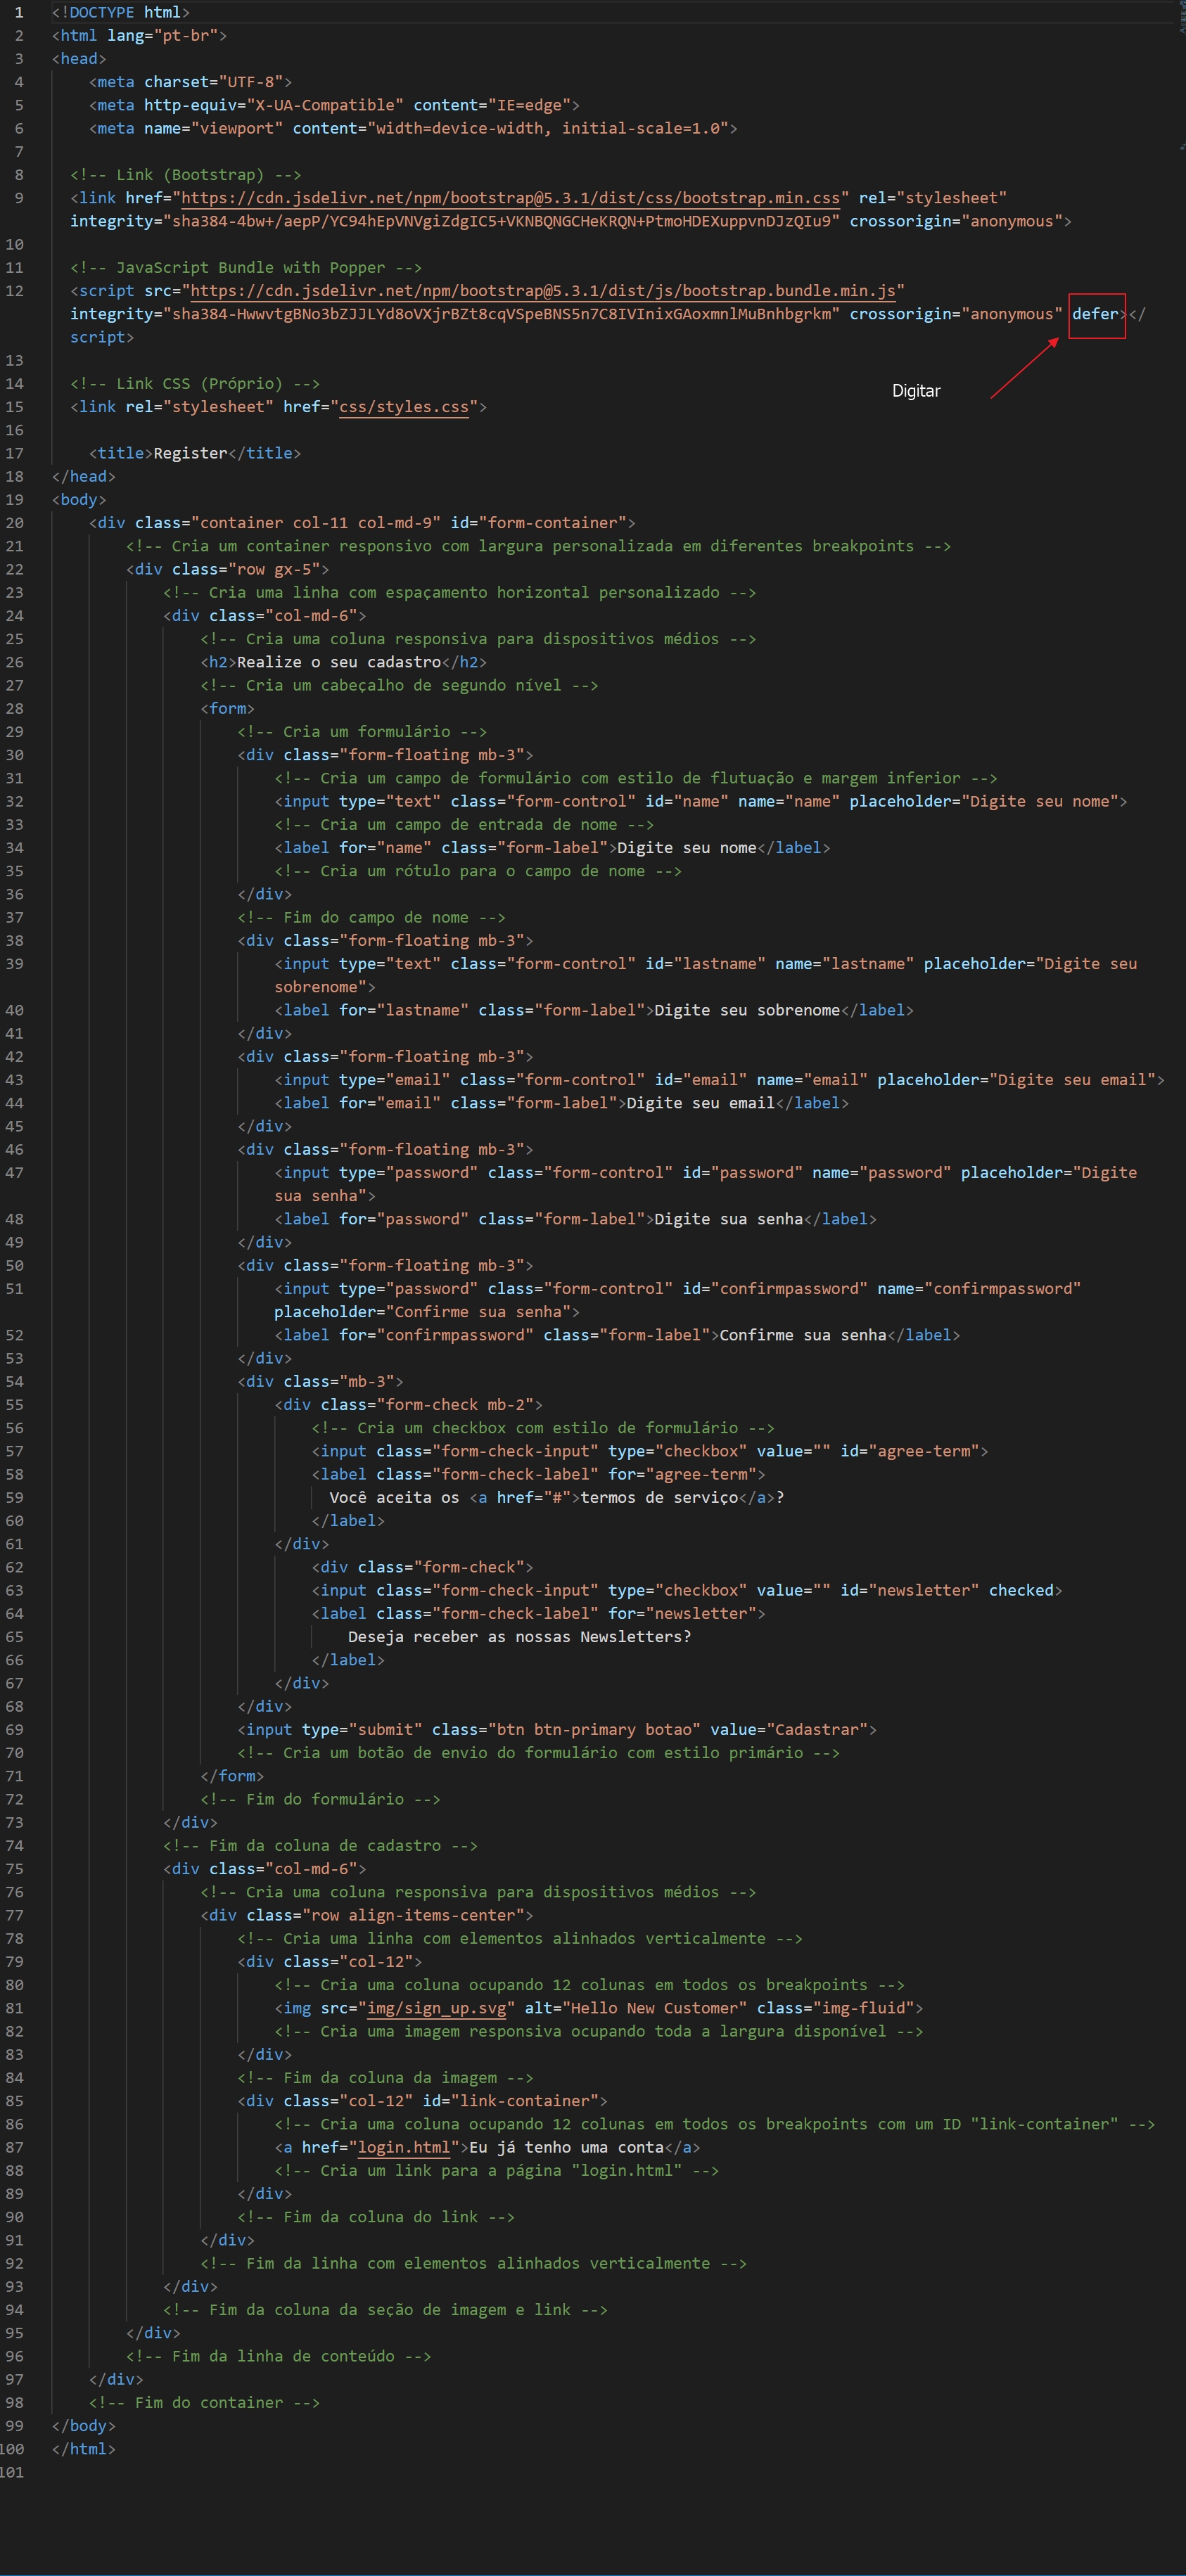 1 <!DOCTYPE html>
2 <html lang="pt-br">
3 <head>
4 <meta charset="UTF-8">
5 <meta http-equiv="X-UA-Compatible" content="IE=edge">
6 <meta name="viewport" content="width=device-width, initial-scale=1.0">
7
8 <!-- Link (Bootstrap) -->
9 <link href="https://cdn.jsdelivr.net/npm/bootstrap@5.3.1/dist/css/bootstrap.min.css" rel="stylesheet"
integrity="sha384-4bw+/aepP/YC94hEpVNVgiZdgIC5+VKNBQNGCHeKRQN+PtmoHDEXuppvnDJzQIu9" crossorigin="anonymous">
10
11 <!-- JavaScript Bundle with Popper -->
12 <script src="https://cdn.jsdelivr.net/npm/bootstrap@5.3.1/dist/js/bootstrap.bundle.min.js"
integrity="sha384-HwwvtgBNo3bZJJLYd8oVXjrBZt8cqVSpeBNS5n7C8IVInixGAoxmnlMuBnhbgrkm" crossorigin="anonymous" defer></
script>
13
14 <!-- Link CSS (Próprio) -->
Digitar
15 <link rel="stylesheet" href="css/styles.css">
16
17 <title>Register</title>
18 </head>
19 <body>
20 <div class="container col-11 col-md-9" id="form-container">
21 <!-- Cria um container responsivo com largura personalizada em diferentes breakpoints -->
22 <div class="row gx-5">
23 <!-- Cria uma linha com espaçamento horizontal personalizado -->
24 <div class="col-md-6">
25 <!-- Cria uma coluna responsiva para dispositivos médios -->
26 <h2>Realize o seu cadastro</h2>
27 <!-- Cria um cabeçalho de segundo nível -->
28 <form>
29 <!-- Cria um formulário -->
30 <div class="form-floating mb-3">
31 <!-- Cria um campo de formulário com estilo de flutuação e margem inferior -->
32 <input type="text" class="form-control" id="name" name="name" placeholder="Digite seu nome">
33 <!-- Cria um campo de entrada de nome -->
34 <label for="name" class="form-label">Digite seu nome</label>
35 <!-- Cria um rótulo para o campo de nome -->
36 </div>
37 <!-- Fim do campo de nome -->
38 <div class="form-floating mb-3">
39 <input type="text" class="form-control" id="lastname" name="lastname" placeholder="Digite seu
sobrenome">
40 <label for="lastname" class="form-label">Digite seu sobrenome</label>
41 </div>
42 <div class="form-floating mb-3">
43 <input type="email" class="form-control" id="email" name="email" placeholder="Digite seu email">
44 <label for="email" class="form-label">Digite seu email</label>
45 </div>
46 <div class="form-floating mb-3">
47 <input type="password" class="form-control" id="password" name="password" placeholder="Digite
sua senha">
48 <label for="password" class="form-label">Digite sua senha</label>
49 </div>
50 <div class="form-floating mb-3">
51 <input type="password" class="form-control" id="confirmpassword" name="confirmpassword"
placeholder="Confirme sua senha">
52 <label for="confirmpassword" class="form-label">Confirme sua senha</label>
53 </div>
54 <div class="mb-3">
55 <div class="form-check mb-2">
56 <!-- Cria um checkbox com estilo de formulário -->
57 <input class="form-check-input" type="checkbox" value="" id="agree-term">
58 <label class="form-check-label" for="agree-term">
59 Você aceita os <a href="#">termos de serviço</a>?
60 </label>
61 </div>
62 <div class="form-check">
63 <input class="form-check-input" type="checkbox" value="" id="newsletter" checked>
64 <label class="form-check-label" for="newsletter">
65 Deseja receber as nossas Newsletters?
66 </label>
67 </div>
68 </div>
69 <input type="submit" class="btn btn-primary botao" value="Cadastrar">
70 <!-- Cria um botão de envio do formulário com estilo primário -->
71 </form>
72 <!-- Fim do formulário -->
73 </div>
74 <!-- Fim da coluna de cadastro -->
75 <div class="col-md-6">
76 <!-- Cria uma coluna responsiva para dispositivos médios -->
77 <div class="row align-items-center">
78 <!-- Cria uma linha com elementos alinhados verticalmente -->
79 <div class="col-12">
80 <!-- Cria uma coluna ocupando 12 colunas em todos os breakpoints -->
81 <img src="img/sign_up.svg" alt="Hello New Customer" class="img-fluid">
82 <!-- Cria uma imagem responsiva ocupando toda a largura disponível -->
83 </div>
84 <!-- Fim da coluna da imagem -->
85 <div class="col-12" id="link-container">
86 <!-- Cria uma coluna ocupando 12 colunas em todos os breakpoints com um ID "link-container" -->
87 <a href="login.html">Eu já tenho uma conta</a>
88 <!-- Cria um link para a página "login.html" -->
89 </div>
90 <!-- Fim da coluna do link -->
91 </div>
92 <!-- Fim da linha com elementos alinhados verticalmente -->
93 </div>
94 <!-- Fim da coluna da seção de imagem e link -->
95 </div>
96 <!-- Fim da linha de conteúdo -->
97 </div>
98 <!-- Fim do container -->
99 </body>
100 </html>
101